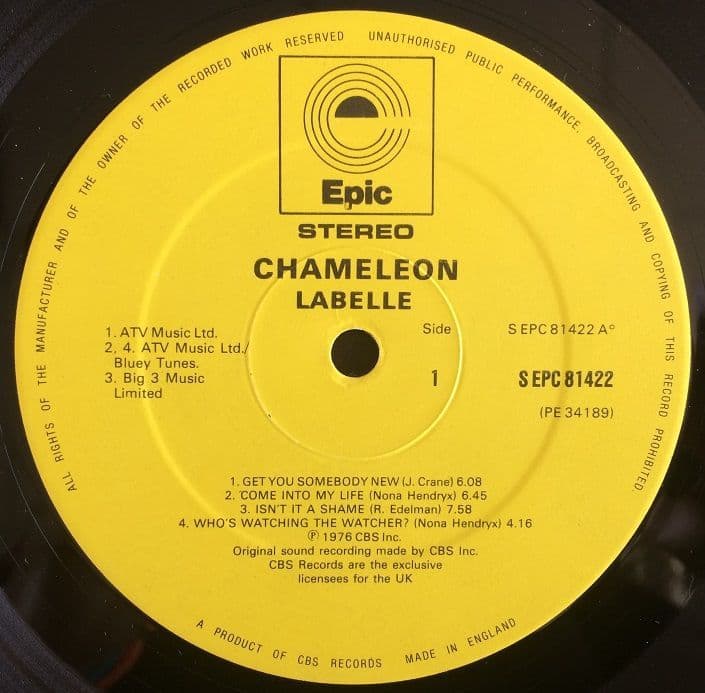 ALL RIGHTS OF THE MANUFACTURER AND OF THE OWNER OF THE RECORDED WORK RESERVED UNAUTHORISED PUBLIC PERFORMANCE, BROADCASTING AND COPYING OF THIS RECORD PROHIBITED
Epic
STEREO
CHAMELEON
LABELLE
1. ATV Music Ltd.
2, 4. ATV Music Ltd./
Bluey Tunes.
3. Big 3 Music
Limited
Side
1
S EPC 81422 A°
S EPC 81422
(PE 34189)
1. GET YOU SOMEBODY NEW (J. Crane) 6.08
2. COME INTO MY LIFE (Nona Hendryx) 6.45
3. ISN'T IT A SHAME (R. Edelman) 7.58
4. WHO'S WATCHING THE WATCHER? (Nona Hendryx) 4.16
℗ 1976 CBS Inc.
Original sound recording made by CBS Inc.
CBS Records are the exclusive
licensees for the UK
A PRODUCT OF CBS RECORDS MADE IN ENGLAND